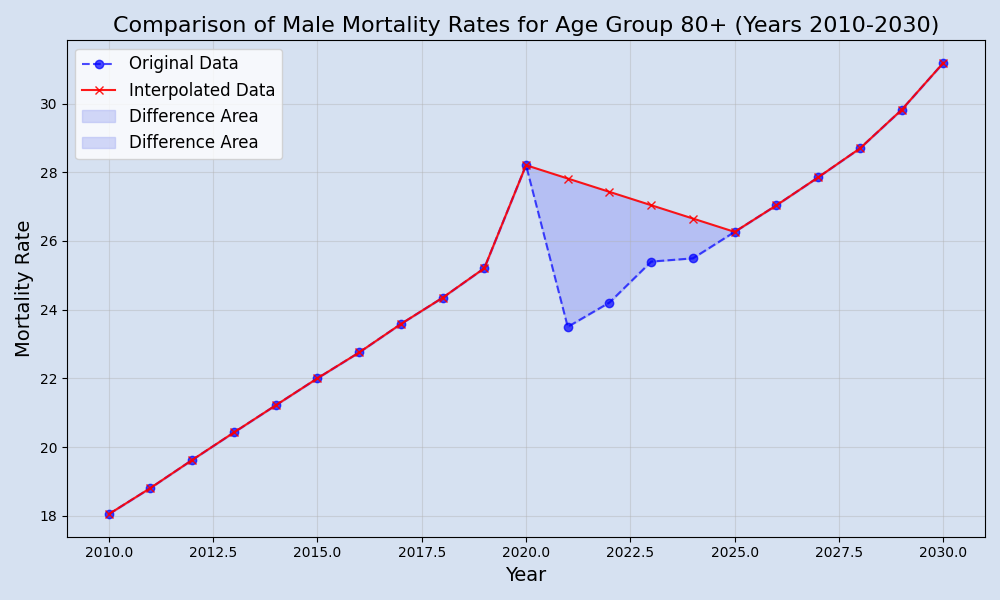 Comparison of Male Mortality Rates for Age Group 80+ (Years 2010-2030)
Original Data
Interpolated Data
Difference Area
Difference Area
Mortality Rate
30
28
26
24
22
20
18
2010.0 2012.5 2015.0 2017.5 2020.0 2022.5 2025.0 2027.5 2030.0
Year